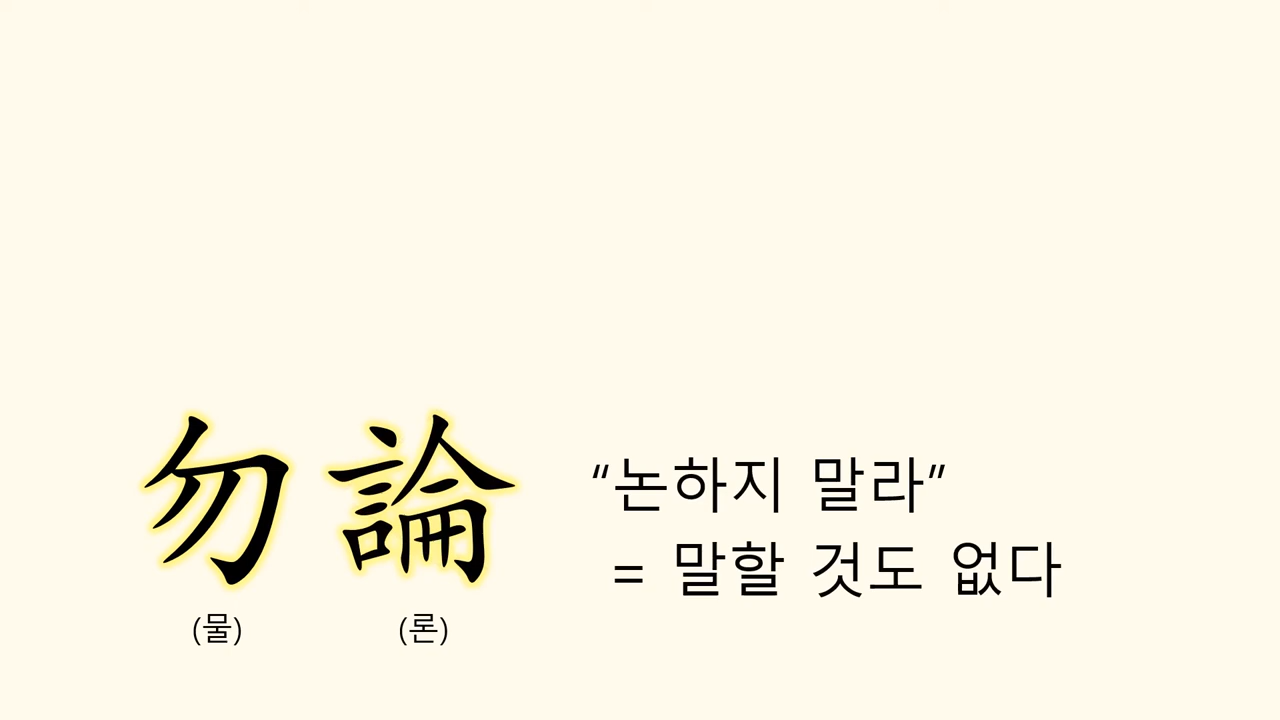 勿論
(물) (론)
“논하지 말라”
= 말할 것도 없다